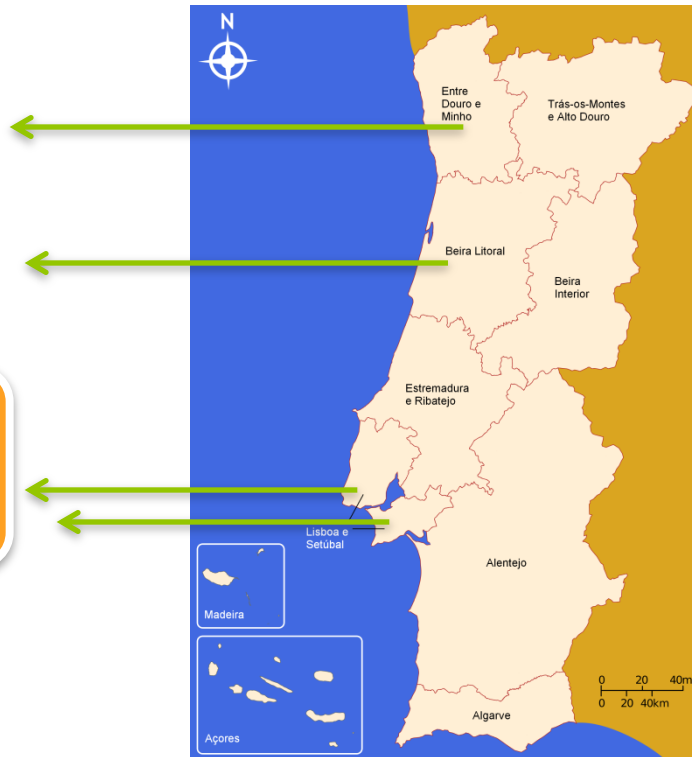 N
Entre
Douro e
Minho
Trás-os-Montes
e Alto Douro
Beira Litoral
Beira
Interior
Estremadura
e Ribatejo
Lisboa e
Setúbal
Alentejo
Madeira
Açores
Algarve
0 20 40m
0 20 40km